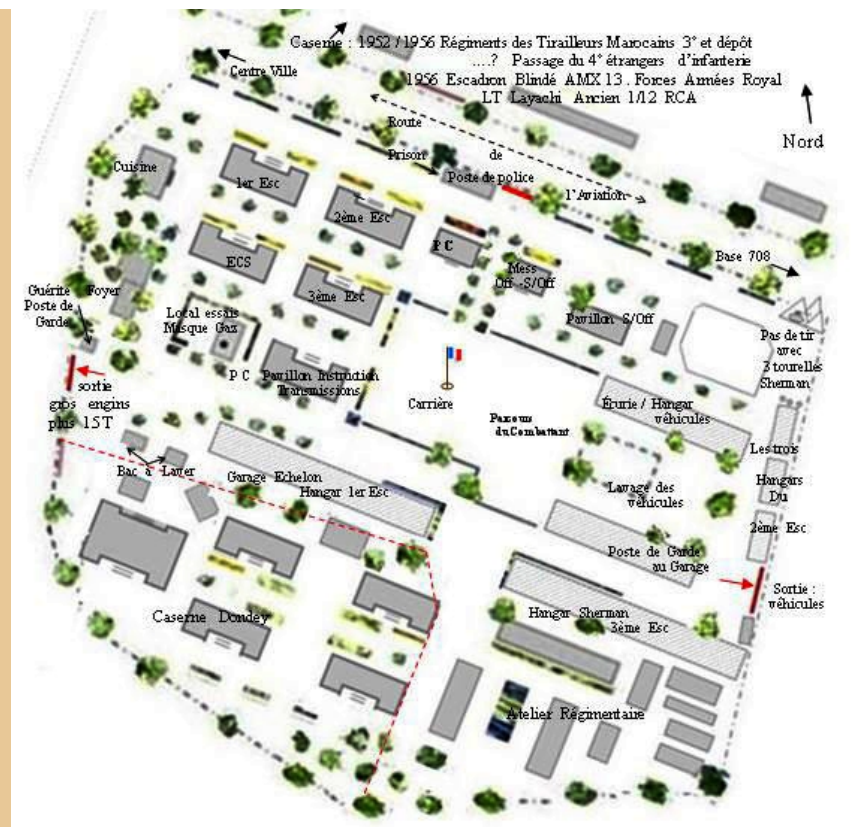 Caserne : 1952 / 1956 Régiments des Tirailleurs Marocains 3° et dépôt
....? Passage du 4° étrangers d'infanterie
1956 Escadron Blindé AMX 13 . Forces Armées Royal
LT Layachi Ancien 1/12 RCA
Centre Ville
Nord
Route
de
l'Aviation
Prison
Poste de police
Cuisine
1er Esc
2ème Esc
P C
Base 708
ECS
3ème Esc
Mess
Off -S/Off
Guérite
Poste de
Garde
Foyer
Local essais
Masque Gaz
Pavillon S/Off
Pas de tir
avec
3 tourelles
Sherman
sortie
gros engins
plus 15T
P C
Pavillon Instruction
Transmissions
Carrière
Écurie / Hangar
véhicules
Parcours
du Combattant
Les trois
Hangars
Du
2ème Esc
Bac à Laver
Garage Echelon
Hangar 1er Esc
Lavage des
véhicules
Poste de Garde
au Garage
Sortie :
véhicules
Caserne Dondey
Hangar Sherman
3ème Esc
Atelier Régimentaire